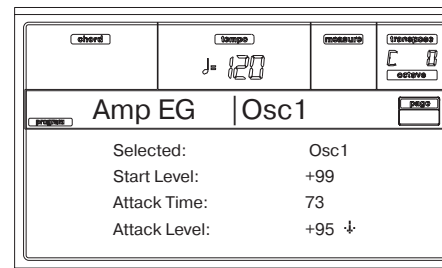 chord tempo measure transpose
♩= 120 C 0
octave
program Amp EG |Osc1 page
Selected: Osc1
Start Level: +99
Attack Time: 73
Attack Level: +95